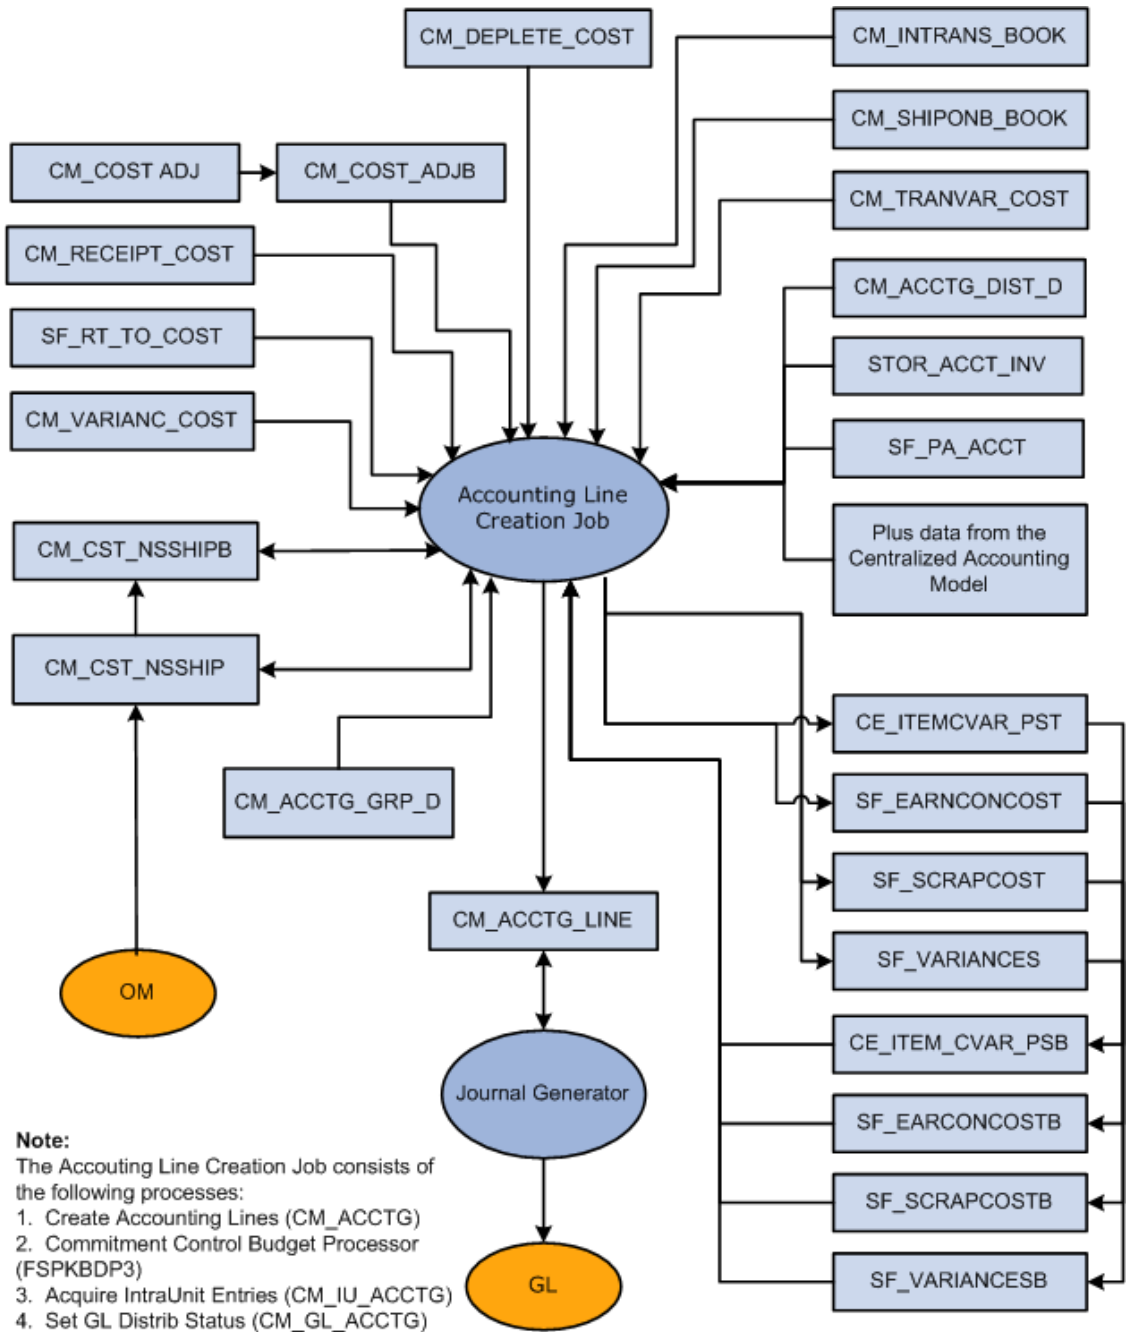 CM_DEPLETE_COST
CM_INTRANS_BOOK
CM_SHIPONB_BOOK
CM_COST ADJ
CM_COST_ADJB
CM_TRANVAR_COST
CM_RECEIPT_COST
CM_ACCTG_DIST_D
SF_RT_TO_COST
STOR_ACCT_INV
CM_VARIANC_COST
SF_PA_ACCT
Accounting Line
Creation Job
Plus data from the
Centralized Accounting
Model
CM_CST_NSSHIPB
CM_CST_NSSHIP
CE_ITEMCVAR_PST
CM_ACCTG_GRP_D
SF_EARNCONCOST
SF_SCRAPCOST
CM_ACCTG_LINE
SF_VARIANCES
OM
CE_ITEM_CVAR_PSB
Journal Generator
SF_EARCONCOSTB
SF_SCRAPCOSTB
SF_VARIANCESB
GL
Note:
The Accouting Line Creation Job consists of
the following processes:
1. Create Accounting Lines (CM_ACCTG)
2. Commitment Control Budget Processor
(FSPKBDP3)
3. Acquire IntraUnit Entries (CM_IU_ACCTG)
4. Set GL Distrib Status (CM_GL_ACCTG)